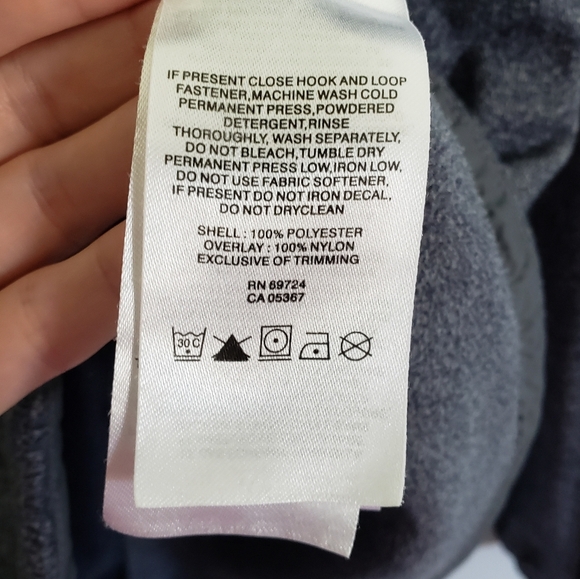 IF PRESENT CLOSE HOOK AND LOOP
FASTENER,MACHINE WASH COLD
PERMANENT PRESS,POWDERED
DETERGENT,RINSE
THOROUGHLY, WASH SEPARATELY,
DO NOT BLEACH,TUMBLE DRY
PERMANENT PRESS LOW,IRON LOW,
DO NOT USE FABRIC SOFTENER,
IF PRESENT DO NOT IRON DECAL,
DO NOT DRYCLEAN
SHELL : 100% POLYESTER
OVERLAY : 100% NYLON
EXCLUSIVE OF TRIMMING
RN 69724
CA 05367
30 C